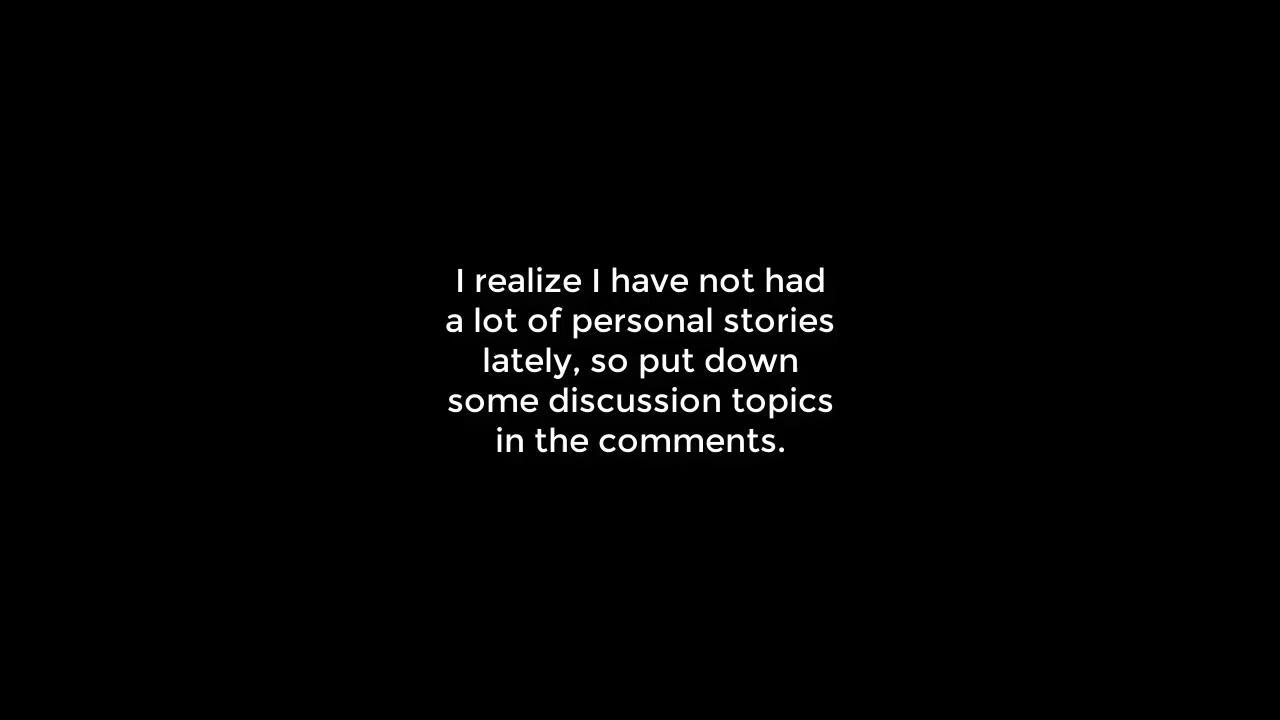 I realize I have not had
a lot of personal stories
lately, so put down
some discussion topics
in the comments.